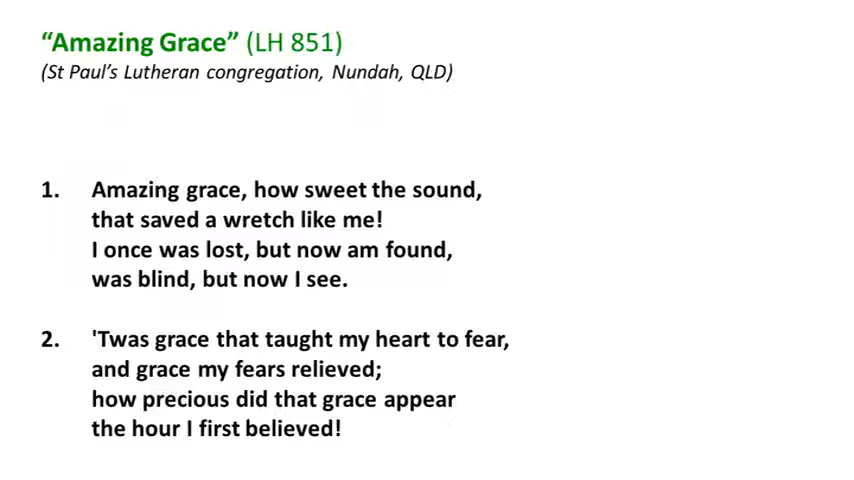 “Amazing Grace” (LH 851)
(St Paul’s Lutheran congregation, Nundah, QLD)
1. Amazing grace, how sweet the sound,
that saved a wretch like me!
I once was lost, but now am found,
was blind, but now I see.
2. 'Twas grace that taught my heart to fear,
and grace my fears relieved;
how precious did that grace appear
the hour I first believed!